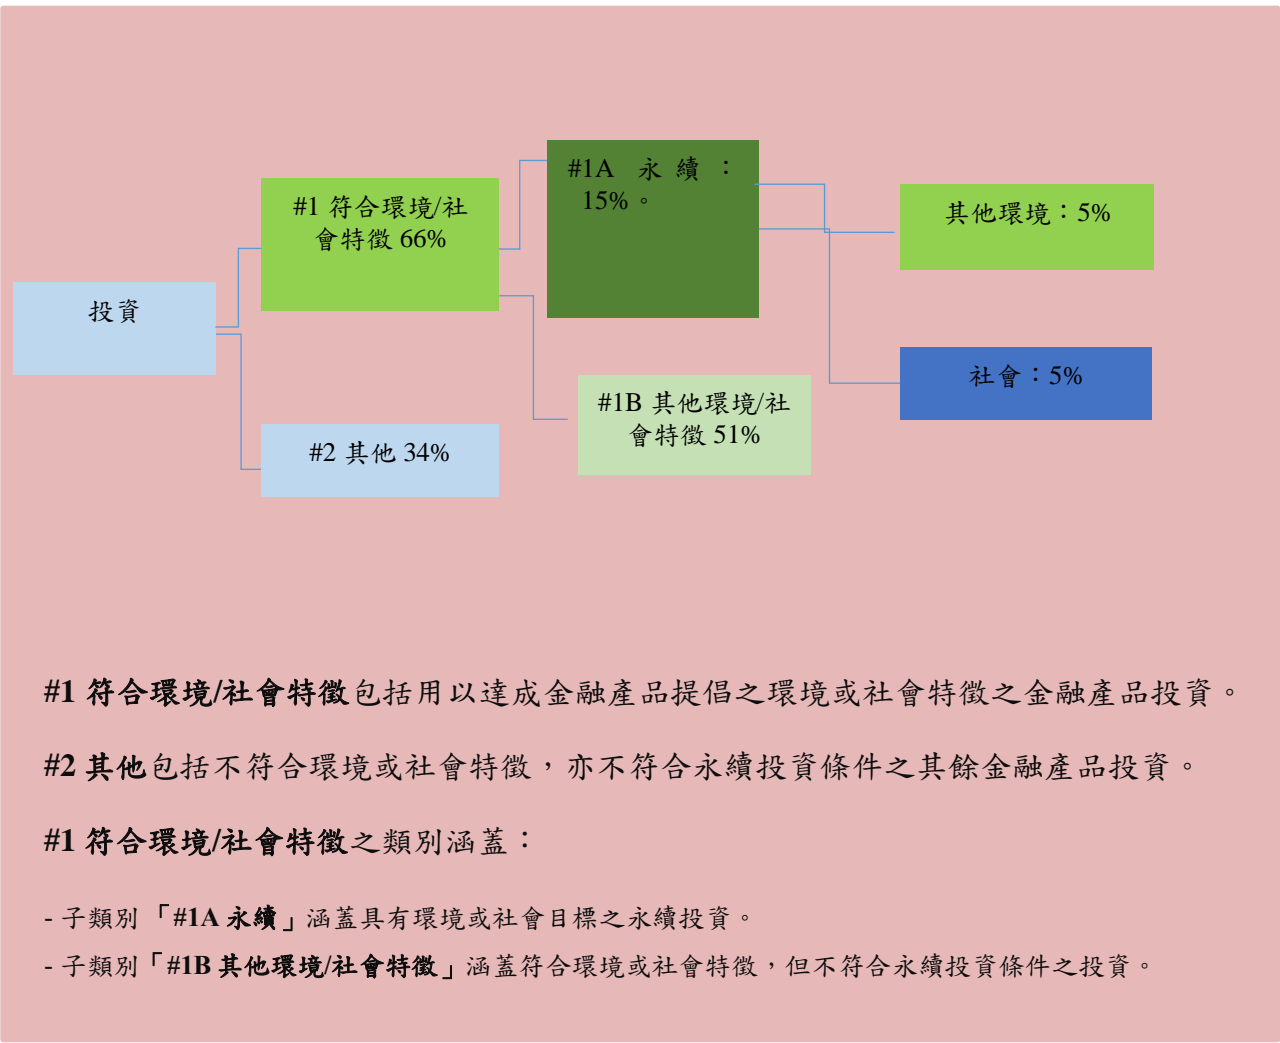 投資
#1 符合環境/社
會特徵 66%
#2 其他 34%
#1A 永續：
15%。
#1B 其他環境/社
會特徵 51%
其他環境：5%
社會：5%
#1 符合環境/社會特徵包括用以達成金融產品提倡之環境或社會特徵之金融產品投資。
#2 其他包括不符合環境或社會特徵，亦不符合永續投資條件之其餘金融產品投資。
#1 符合環境/社會特徵之類別涵蓋：
- 子類別「#1A 永續」涵蓋具有環境或社會目標之永續投資。
- 子類別「#1B 其他環境/社會特徵」涵蓋符合環境或社會特徵，但不符合永續投資條件之投資。